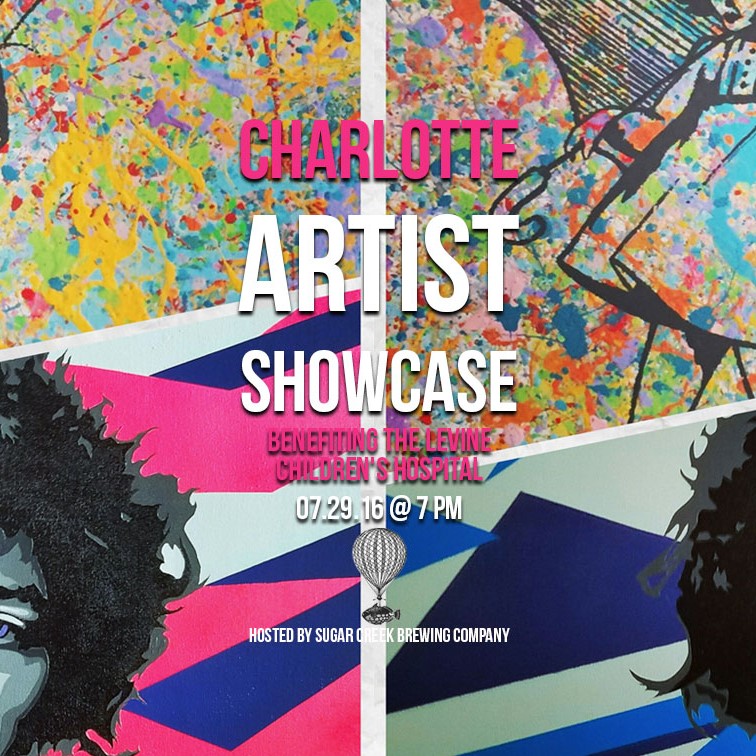 CHARLOTTE
ARTIST
SHOWCASE
BENEFITING THE LEVINE
CHILDREN'S HOSPITAL
07.29.16 @ 7 PM
HOSTED BY SUGAR CREEK BREWING COMPANY